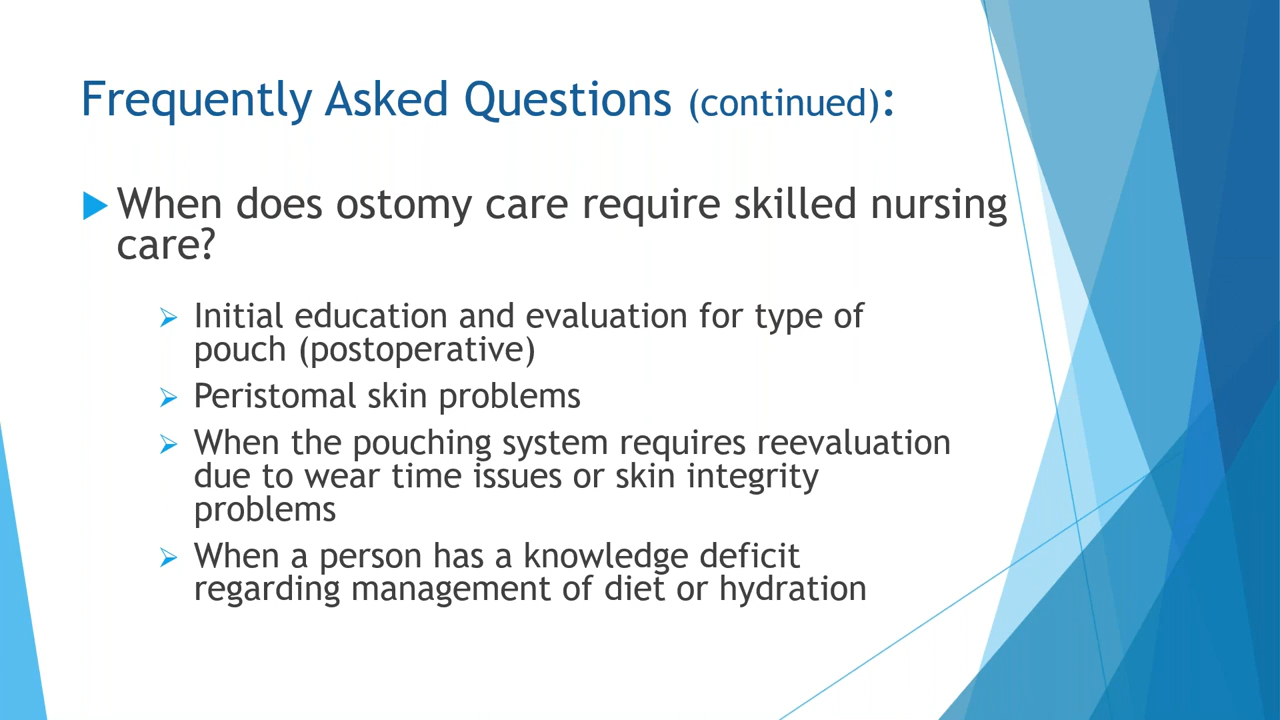 Frequently Asked Questions (continued):
When does ostomy care require skilled nursing
care?
Initial education and evaluation for type of
pouch (postoperative)
Peristomal skin problems
When the pouching system requires reevaluation
due to wear time issues or skin integrity
problems
When a person has a knowledge deficit
regarding management of diet or hydration